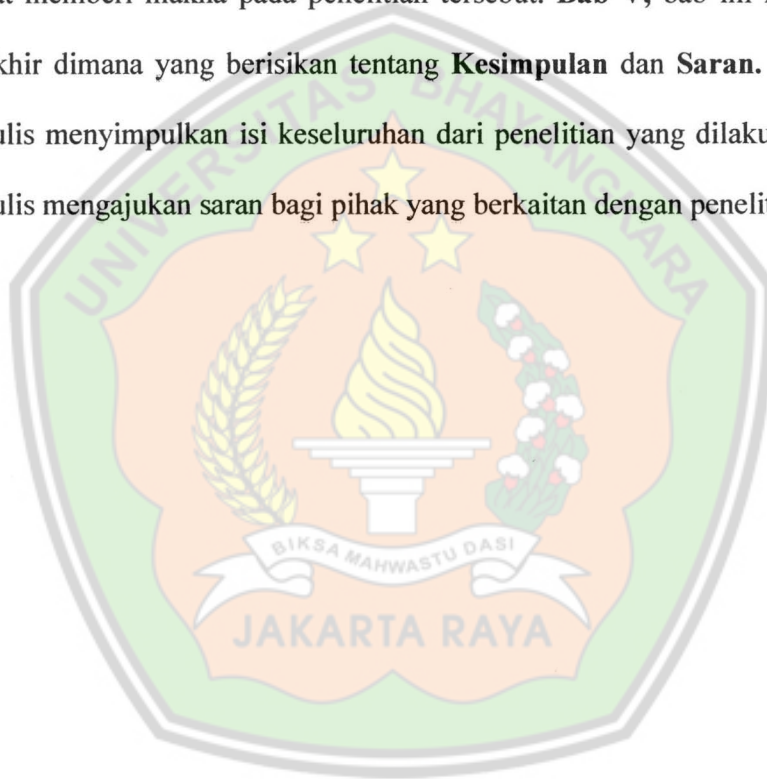 memberi makna pada penelitian tersebut. Bab V, bab ini
khir dimana yang berisikan tentang Kesimpulan dan Saran.
ulis menyimpulkan isi keseluruhan dari penelitian yang dilaku
ulis mengajukan saran bagi pihak yang berkaitan dengan penelit
UNIVERSITAS BHAYANGKARA
BIKSA MAHWASTU DASI
JAKARTA RAYA